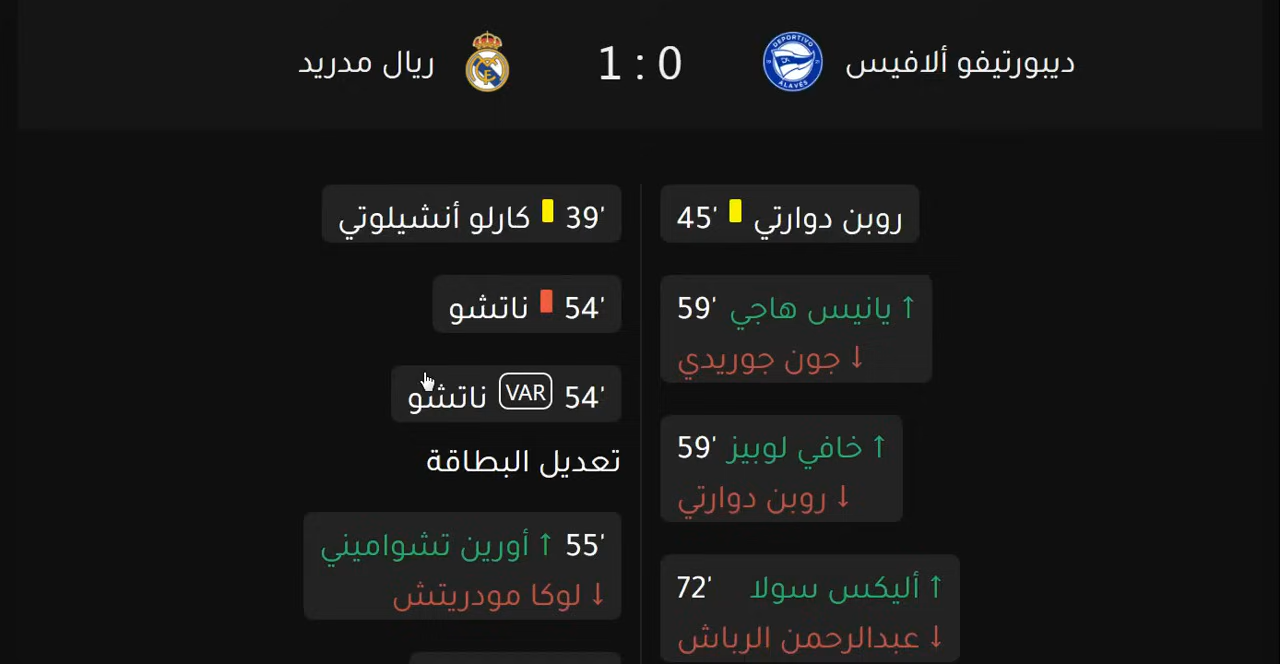 ديبورتيفو ألافيس
1 : 0
ريال مدريد
روبن دوارتي 45'
↑ يانيس هاجي 59'
↓ جون جوريدي
↑ خافي لوبيز 59'
↓ روبن دوارتي
↑ أليكس سولا 72'
↓ عبدالرحمن الرباش
39' كارلو أنشيلوتي
54' ناتشو
54' VAR ناتشو
تعديل البطاقة
55' ↑ أورين تشواميني
↓ لوكا مودريتش